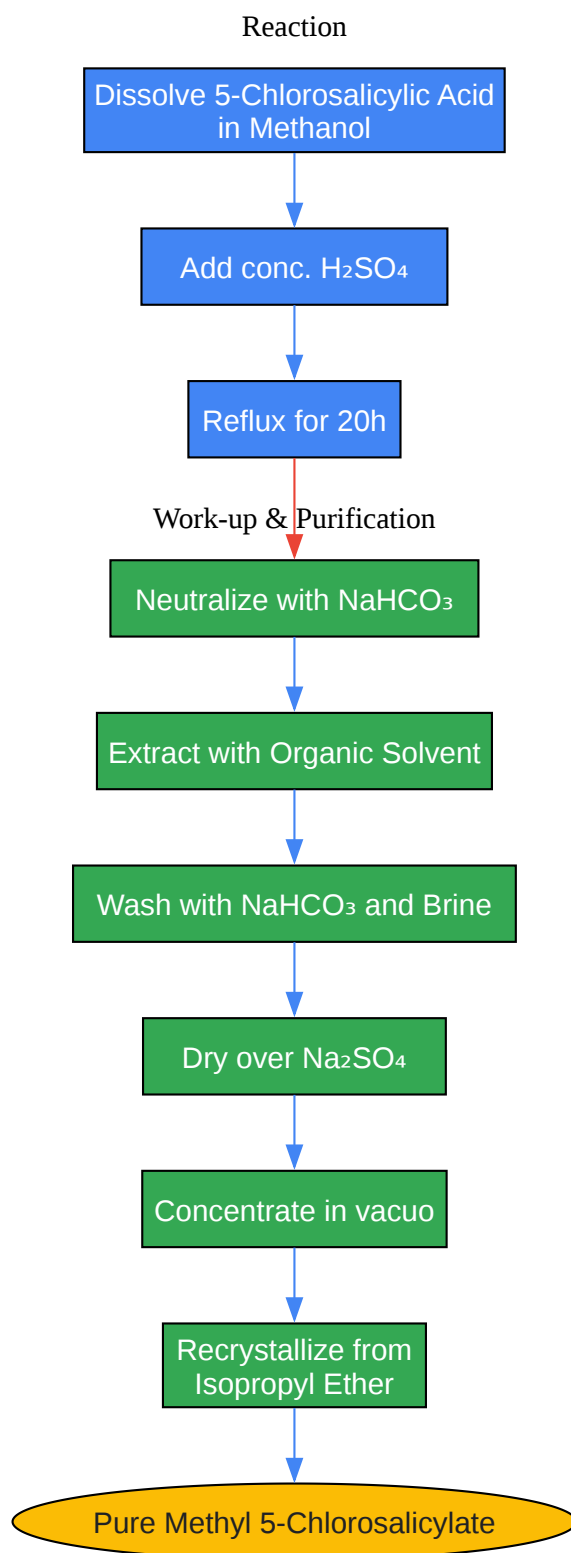 Reaction
Dissolve 5-Chlorosalicylic Acid
in Methanol
Add conc. H₂SO₄
Reflux for 20h
Work-up & Purification
Neutralize with NaHCO₃
Extract with Organic Solvent
Wash with NaHCO₃ and Brine
Dry over Na₂SO₄
Concentrate in vacuo
Recrystallize from
Isopropyl Ether
Pure Methyl 5-Chlorosalicylate